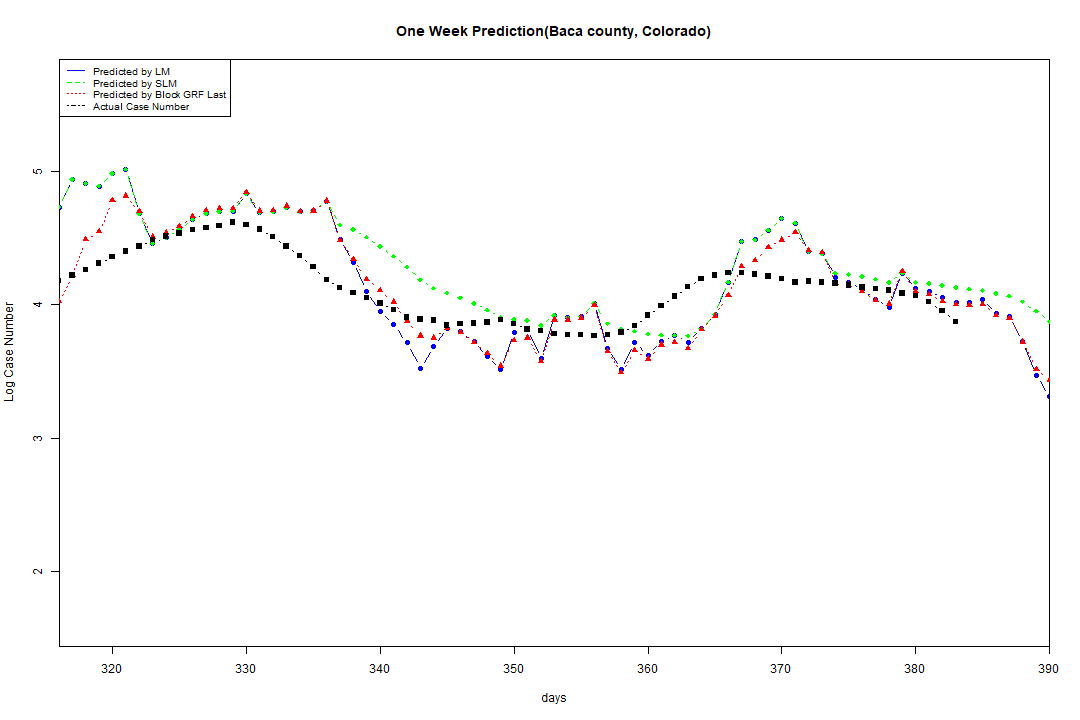 One Week Prediction(Baca county, Colorado)
Predicted by LM
Predicted by SLM
Predicted by Block GRF Last
Actual Case Number
5
4
3
2
Log Case Number
320 330 340 350 360 370 380 390
days